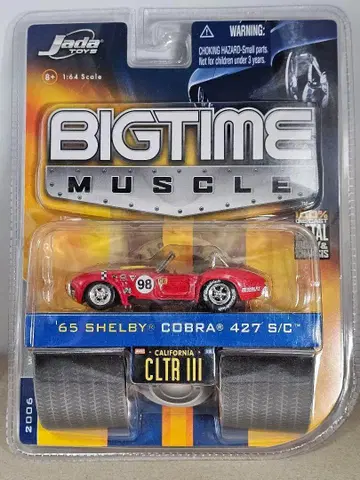 Jada
TOYS
8+ 1:64 Scale
WARNING:
CHOKING HAZARD-Small parts.
Not for children under 3 years.
BIGTIME
MUSCLE
98
'65 SHELBY® COBRA® 427 S/C™
CALIFORNIA
CLTR III
2006